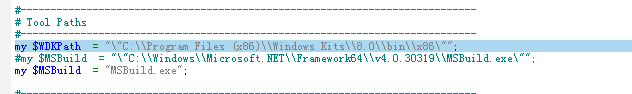 #-----------------------------------------------------------------
# Tool Paths
#-----------------------------------------------------------------
my $WDKPath  = "\"C:\\Program Files (x86)\\Windows Kits\\8.0\\bin\\x86\"";
#my $MSBuild  = "\"C:\\Windows\\Microsoft.NET\\Framework64\\v4.0.30319\\MSBuild.exe\"";
my $MSBuild  = "MSBuild.exe";
#-----------------------------------------------------------------